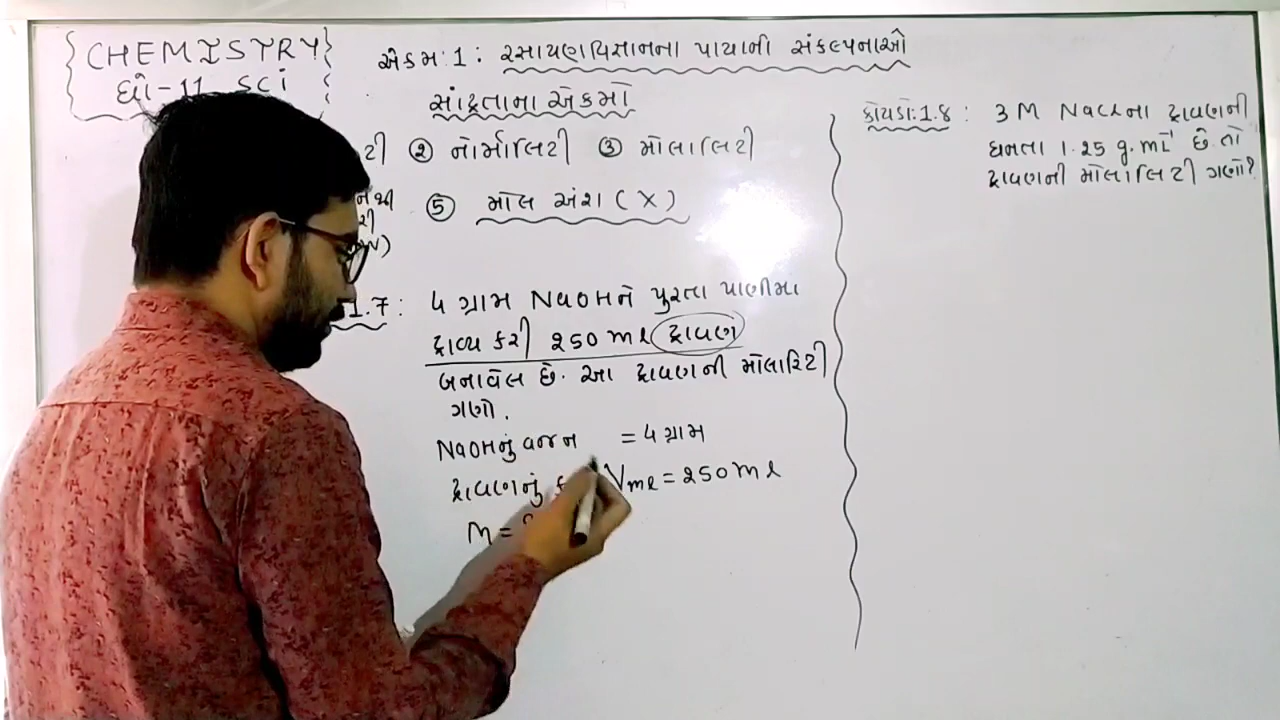 CHEMISTRY
ધો-11 SCI
એકમ:1: રસાયણવિજ્ઞાનના પાયાની સંકલ્પનાઓ
સાંદ્રતાના એકમો
ટી ② નોર્માલિટી ③ મોલાલિટી
⑤ મોલ અંશ (X)
1.7: 4 ગ્રામ NaOHને પુરતા પાણીમાં
દ્રાવ્ય કરી 250 ml દ્રાવણ
બનાવેલ છે. આ દ્રાવણની મોલારિટી
ગણો.
NaOHનું વજન = 4 ગ્રામ
દ્રાવણનું ક Vml = 250 ml
M = ?
કોયડો:1.8: 3 M NaClના દ્રાવણની
ઘનતા 1.25 g.mL⁻¹ છે. તો
દ્રાવણની મોલાલિટી ગણો?